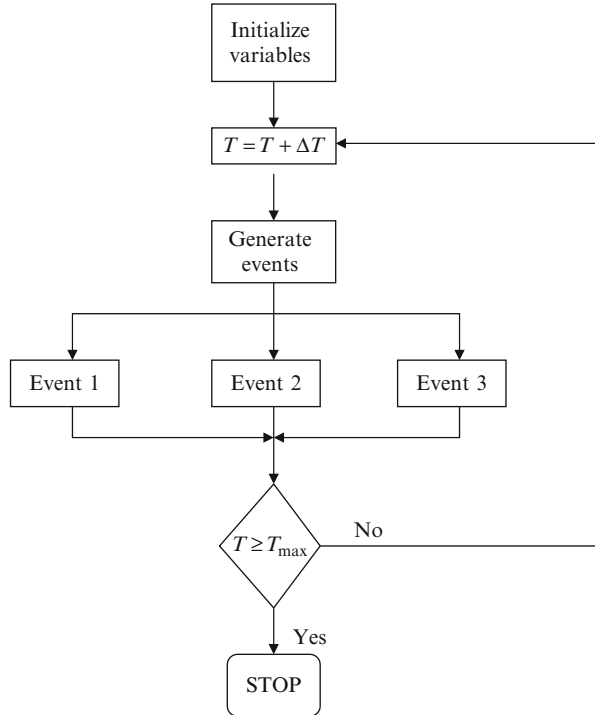 Initialize
variables
T = T + ΔT
Generate
events
Event 1
Event 2
Event 3
T ≥ Tmax
No
Yes
STOP